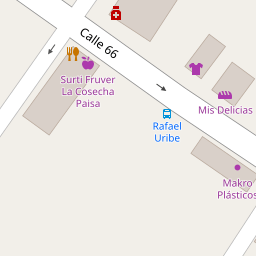 Calle 66
Surti Fruver
La Cosecha
Paisa
Mis Delicias
Rafael
Uribe
Makro
Plásticos